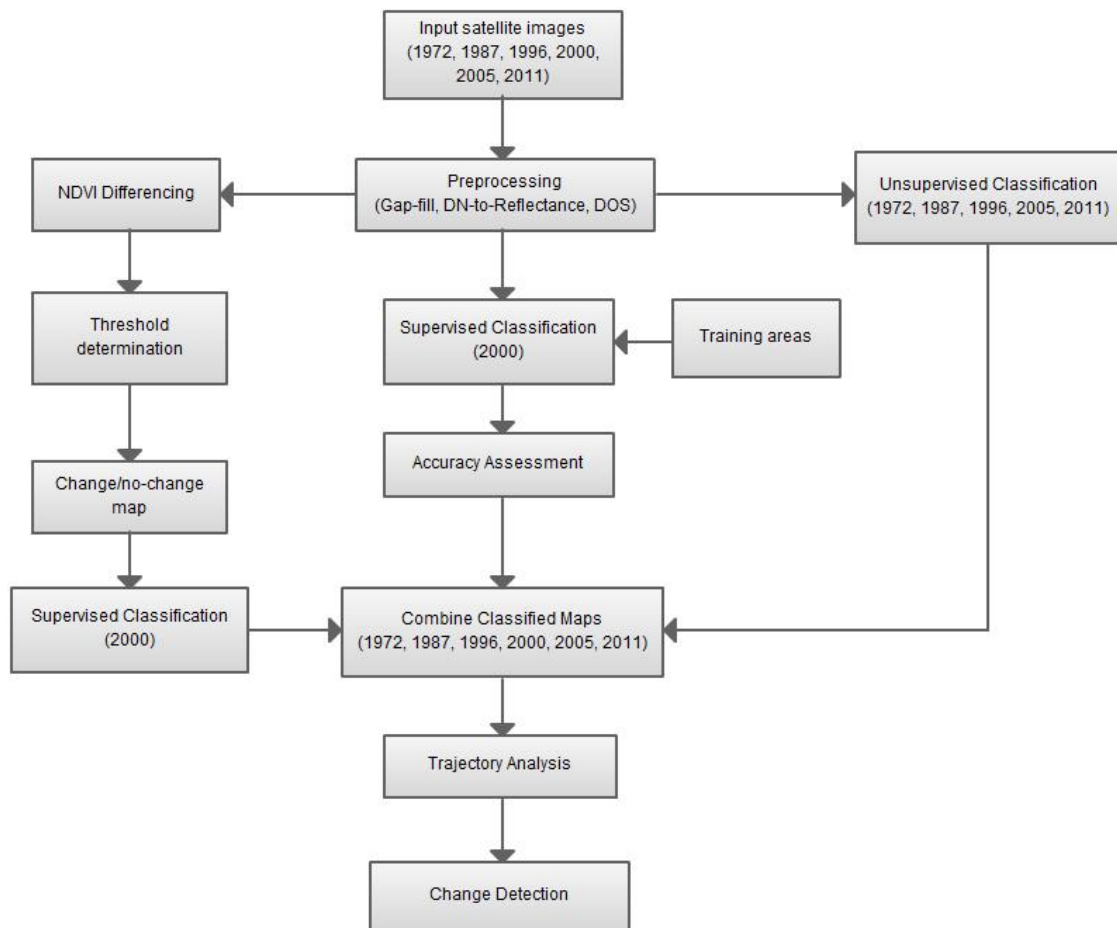 Input satellite images
(1972, 1987, 1996, 2000,
2005, 2011)
NDVI Differencing
Preprocessing
(Gap-fill, DN-to-Reflectance, DOS)
Unsupervised Classification
(1972, 1987, 1996, 2005, 2011)
Threshold
determination
Supervised Classification
(2000)
Training areas
Accuracy Assessment
Change/no-change
map
Supervised Classification
(2000)
Combine Classified Maps
(1972, 1987, 1996, 2000, 2005, 2011)
Trajectory Analysis
Change Detection